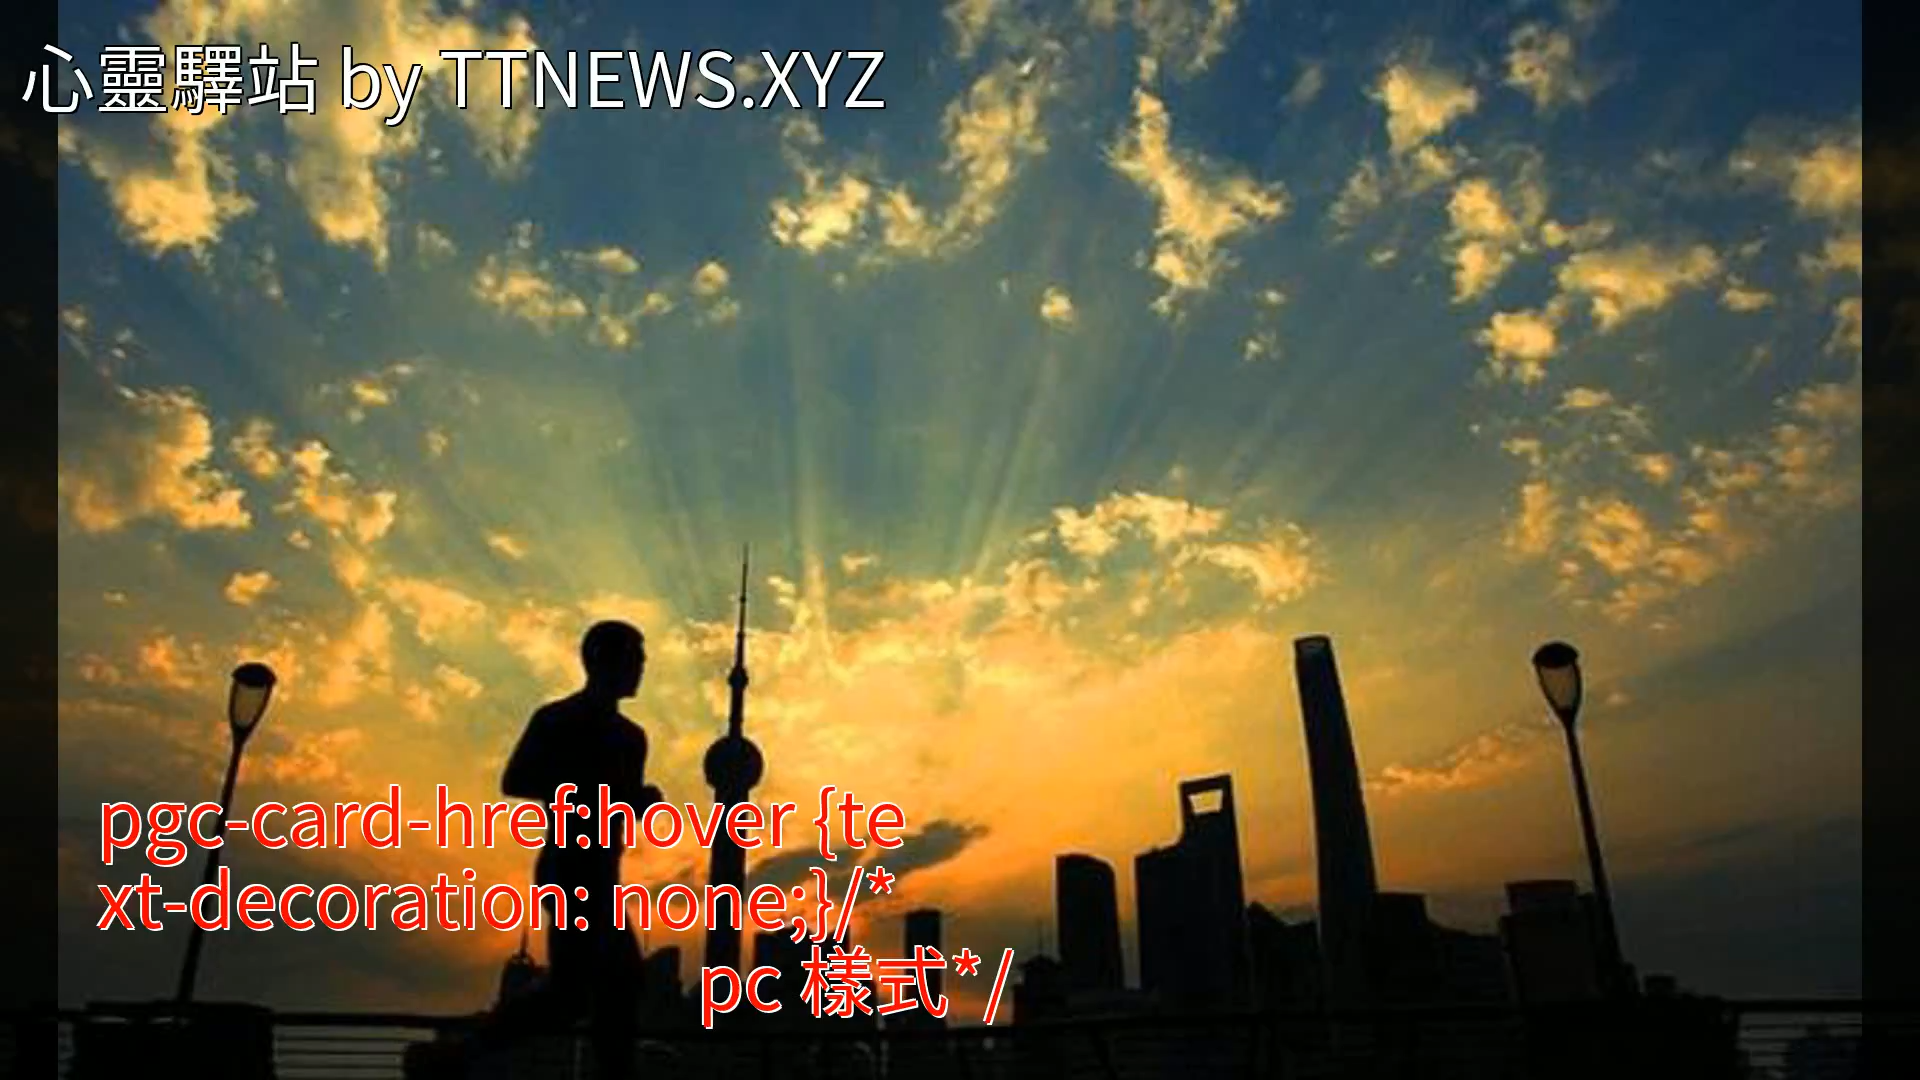 心靈驛站 by TTNEWS.XYZ
pgc-card-href:hover {te
xt-decoration: none;}/*
pc 樣式*/